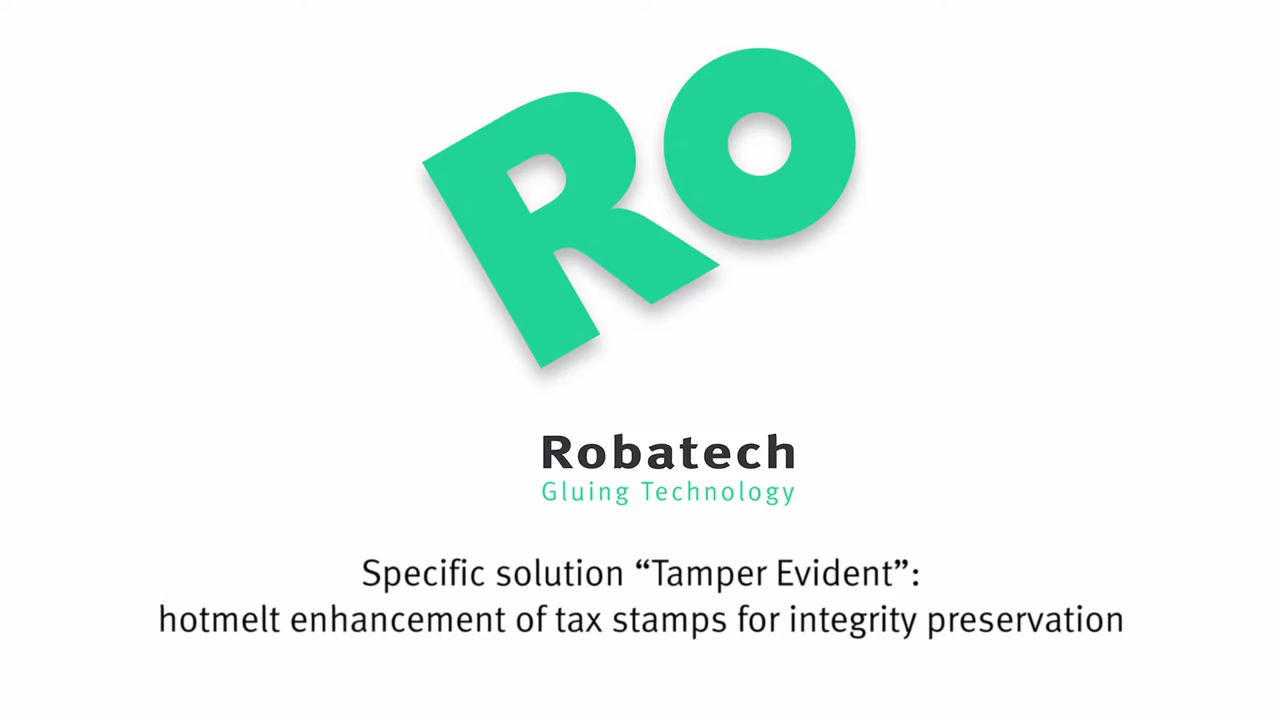 Ro
Robatech
Gluing Technology
Specific solution “Tamper Evident”:
hotmelt enhancement of tax stamps for integrity preservation